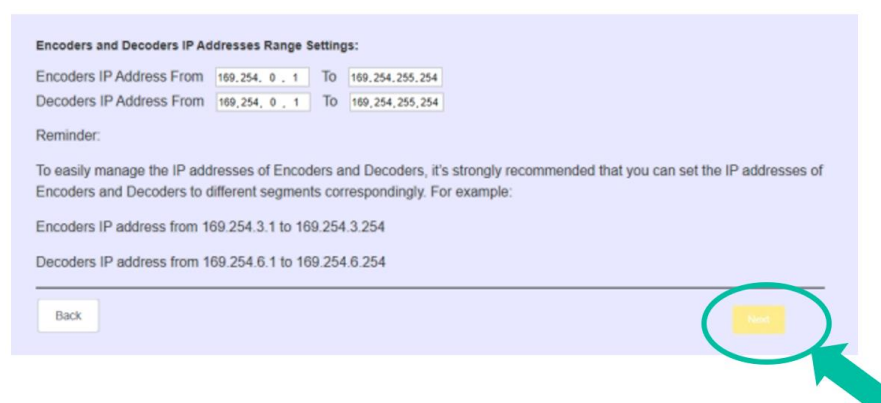 Encoders and Decoders IP Addresses Range Settings:
Encoders IP Address From 169.254. 0 . 1 To 169.254.255.254
Decoders IP Address From 169.254. 0 . 1 To 169.254.255.254
Reminder:
To easily manage the IP addresses of Encoders and Decoders, it's strongly recommended that you can set the IP addresses of
Encoders and Decoders to different segments correspondingly. For example:
Encoders IP address from 169.254.3.1 to 169.254.3.254
Decoders IP address from 169.254.6.1 to 169.254.6.254
Back Next